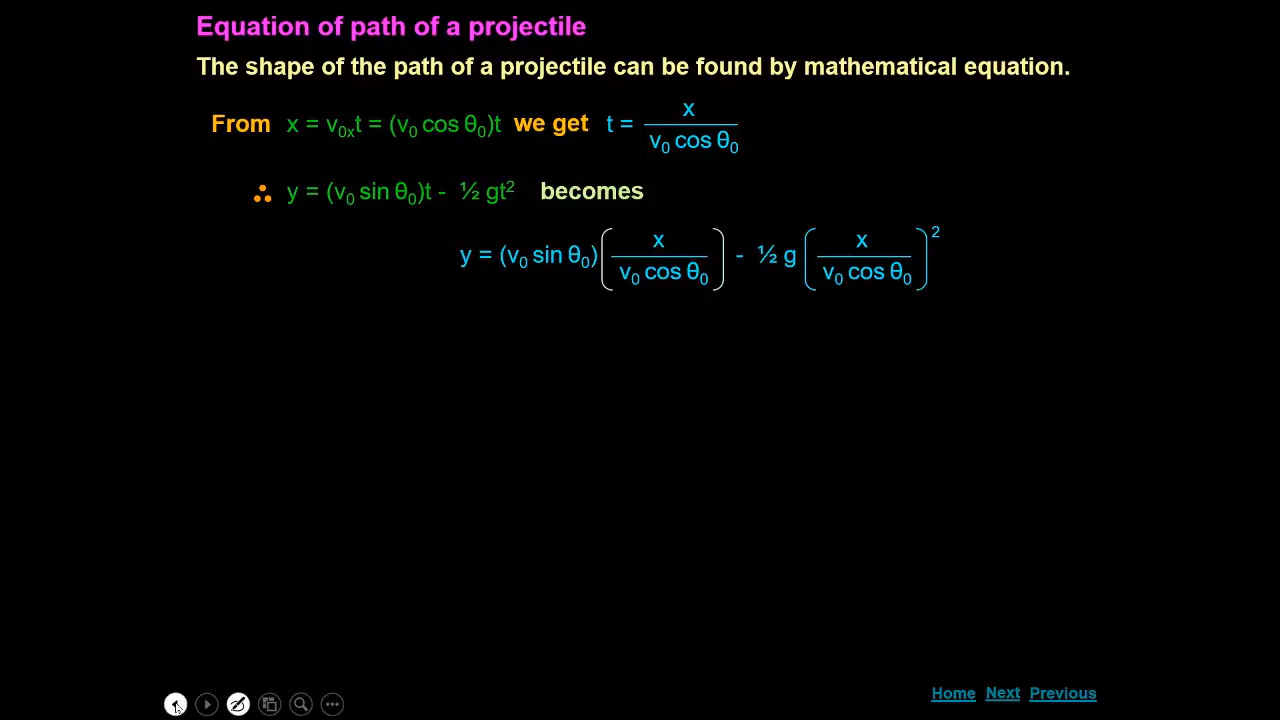 Equation of path of a projectile
The shape of the path of a projectile can be found by mathematical equation.
From x = v₀ₓt = (v₀ cos θ₀)t we get t = x / v₀ cos θ₀
∴ y = (v₀ sin θ₀)t - ½ gt² becomes
y = (v₀ sin θ₀) (x / v₀ cos θ₀) - ½ g (x / v₀ cos θ₀)²
Home Next Previous